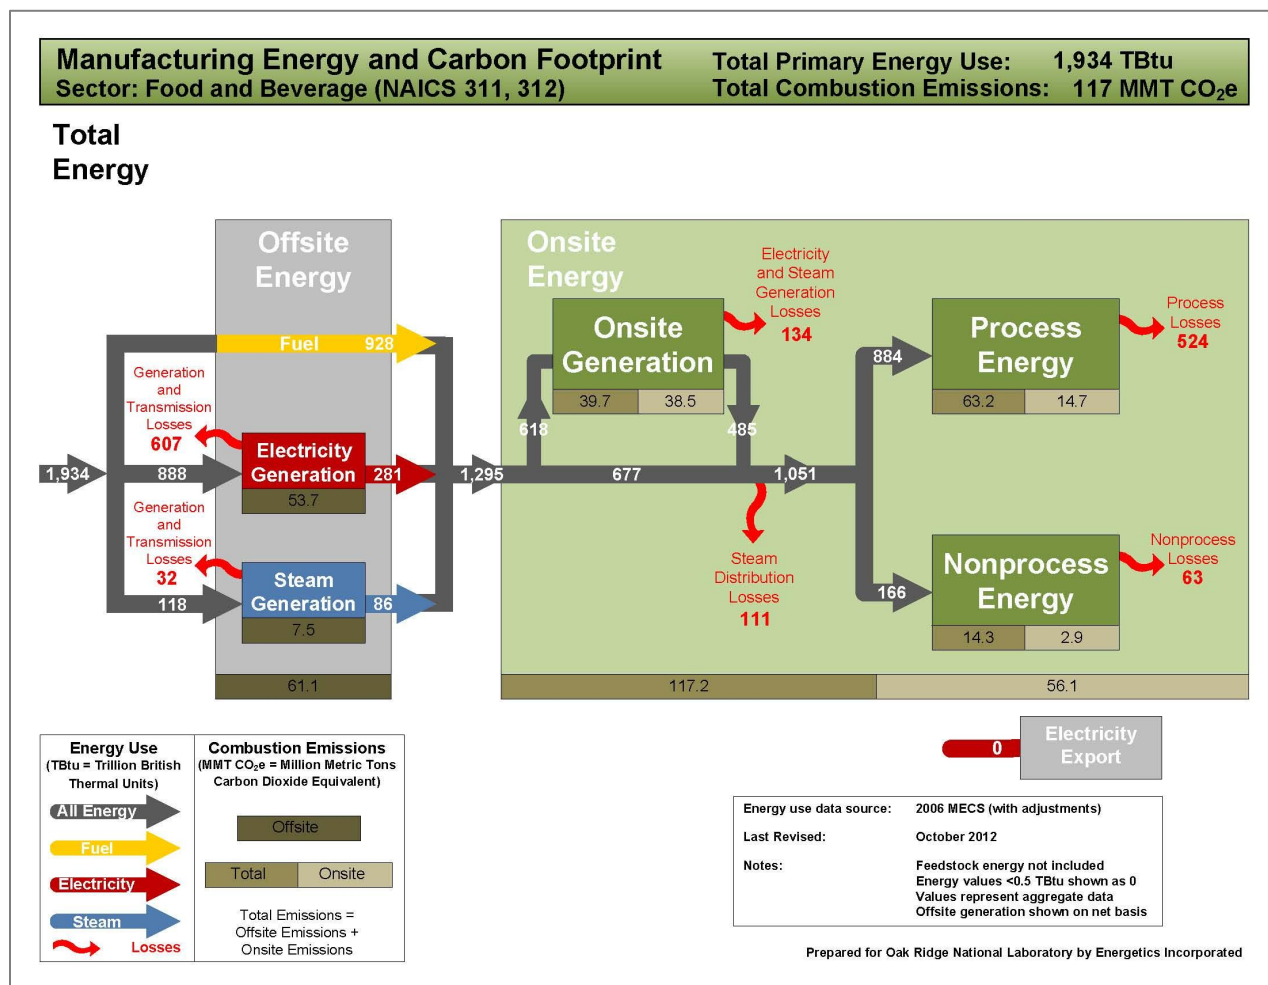 Manufacturing Energy and Carbon Footprint
Sector: Food and Beverage (NAICS 311, 312)
Total Primary Energy Use: 1,934 TBtu
Total Combustion Emissions: 117 MMT CO₂e
Total
Energy
Offsite
Energy
Onsite
Energy
Fuel 928
Generation
and
Transmission
Losses
607
Electricity
Generation
53.7
1,934
888
281
1,295
Generation
and
Transmission
Losses
32
Steam
Generation
7.5
118
86
61.1
Onsite
Generation
39.7 38.5
Electricity
and Steam
Generation
Losses
134
618
485
677
1,051
Steam
Distribution
Losses
111
884
Process
Energy
63.2 14.7
Process
Losses
524
166
Nonprocess
Energy
14.3 2.9
Nonprocess
Losses
63
117.2 56.1
0
Electricity
Export
Energy Use
(TBtu = Trillion British
Thermal Units)
All Energy
Fuel
Electricity
Steam
Losses
Combustion Emissions
(MMT CO₂e = Million Metric Tons
Carbon Dioxide Equivalent)
Offsite
Total Onsite
Total Emissions =
Offsite Emissions +
Onsite Emissions
Energy use data source: 2006 MECS (with adjustments)
Last Revised: October 2012
Notes: Feedstock energy not included
Energy values <0.5 TBtu shown as 0
Values represent aggregate data
Offsite generation shown on net basis
Prepared for Oak Ridge National Laboratory by Energetics Incorporated